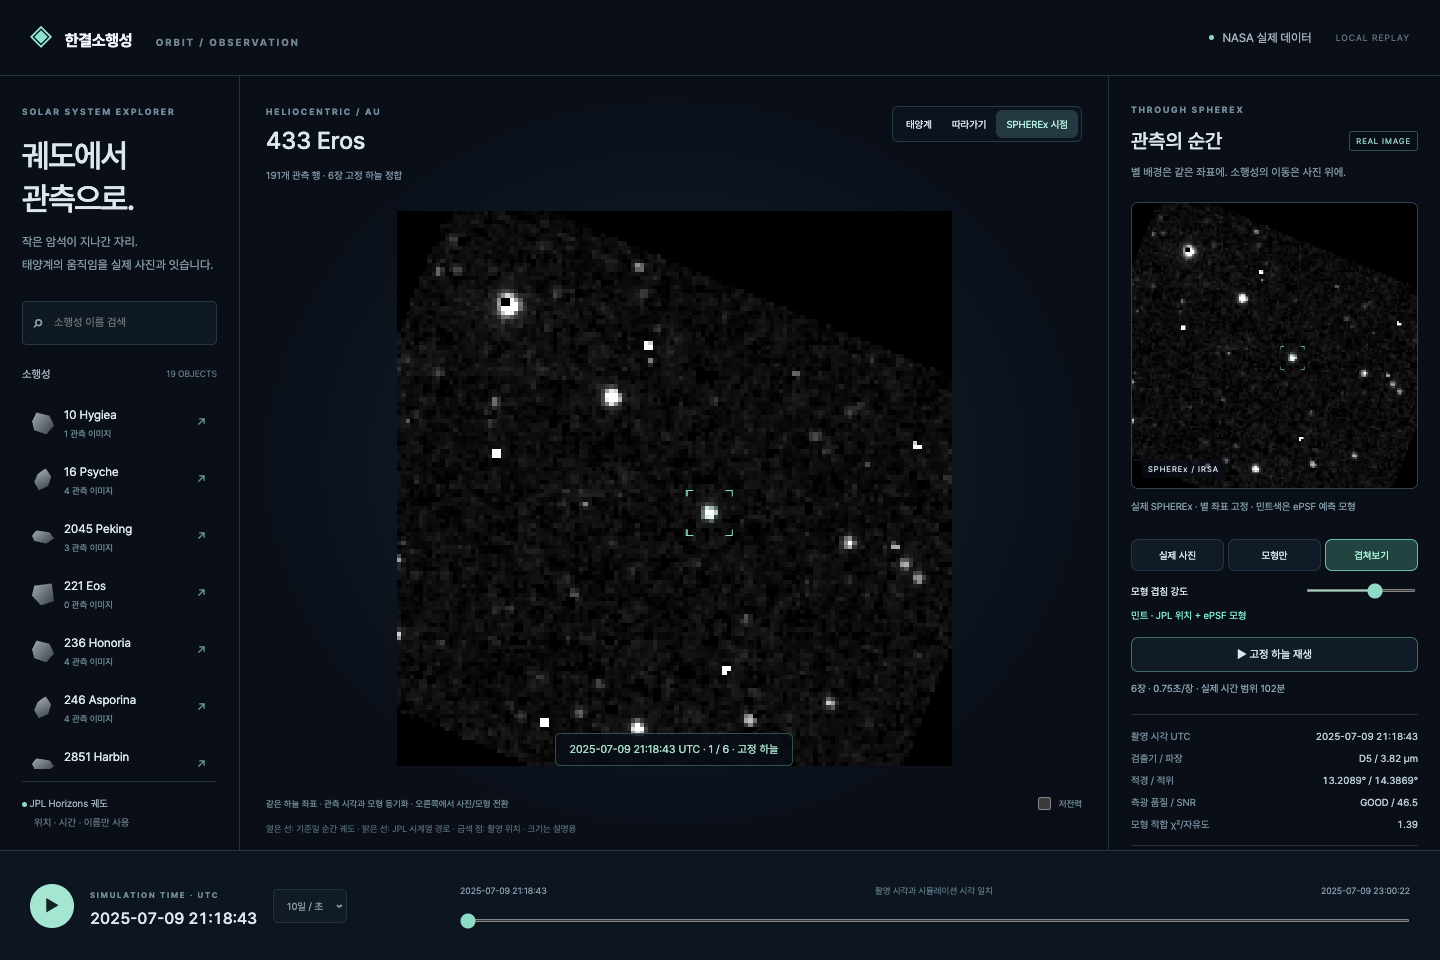 한결소행성
ORBIT / OBSERVATION
NASA 실제 데이터
LOCAL REPLAY
SOLAR SYSTEM EXPLORER
궤도에서
관측으로.
작은 암석이 지나간 자리.
태양계의 움직임을 실제 사진과 잇습니다.
소행성 이름 검색
소행성
19 OBJECTS
10 Hygiea
1 관측 이미지
16 Psyche
4 관측 이미지
2045 Peking
3 관측 이미지
221 Eos
0 관측 이미지
236 Honoria
4 관측 이미지
246 Asporina
4 관측 이미지
2851 Harbin
JPL Horizons 궤도
위치 · 시간 · 이름만 사용
HELIOCENTRIC / AU
433 Eros
191개 관측 행 · 6장 고정 하늘 정합
태양계
따라가기
SPHEREx 시점
2025-07-09 21:18:43 UTC · 1 / 6 · 고정 하늘
같은 하늘 좌표 · 관측 시각과 모형 동기화 · 오른쪽에서 사진/모형 전환
저전력
옅은 선: 기준일 순간 궤도 · 밝은 선: JPL 시계열 경로 · 금색 점: 촬영 위치 · 크기는 설명용
THROUGH SPHEREX
관측의 순간
REAL IMAGE
별 배경은 같은 좌표에. 소행성의 이동은 사진 위에.
SPHEREx / IRSA
실제 SPHEREx · 별 좌표 고정 · 민트색은 ePSF 예측 모형
실제 사진
모형만
겹쳐보기
모형 겹침 강도
민트 · JPL 위치 + ePSF 모형
▶ 고정 하늘 재생
6장 · 0.75초/장 · 실제 시간 범위 102분
촬영 시각 UTC
2025-07-09 21:18:43
검출기 / 파장
D5 / 3.82 µm
적경 / 적위
13.2089° / 14.3869°
측광 품질 / SNR
GOOD / 46.5
모형 적합 χ²/자유도
1.39
SIMULATION TIME · UTC
2025-07-09 21:18:43
10일 / 초
2025-07-09 21:18:43
촬영 시각과 시뮬레이션 시각 일치
2025-07-09 23:00:22